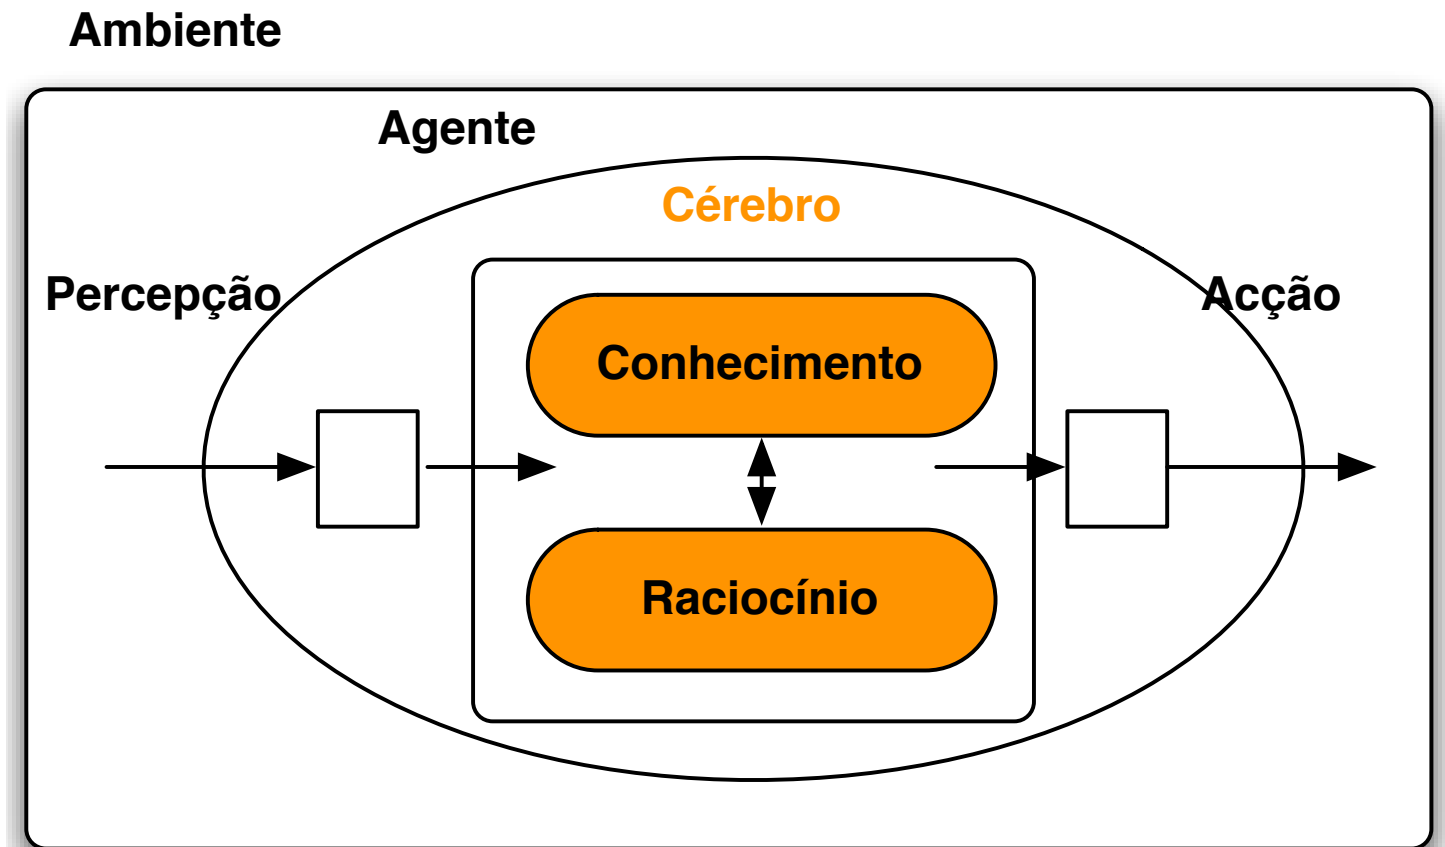 Ambiente
Agente
Cérebro
Percepção
Acção
Conhecimento
Raciocínio